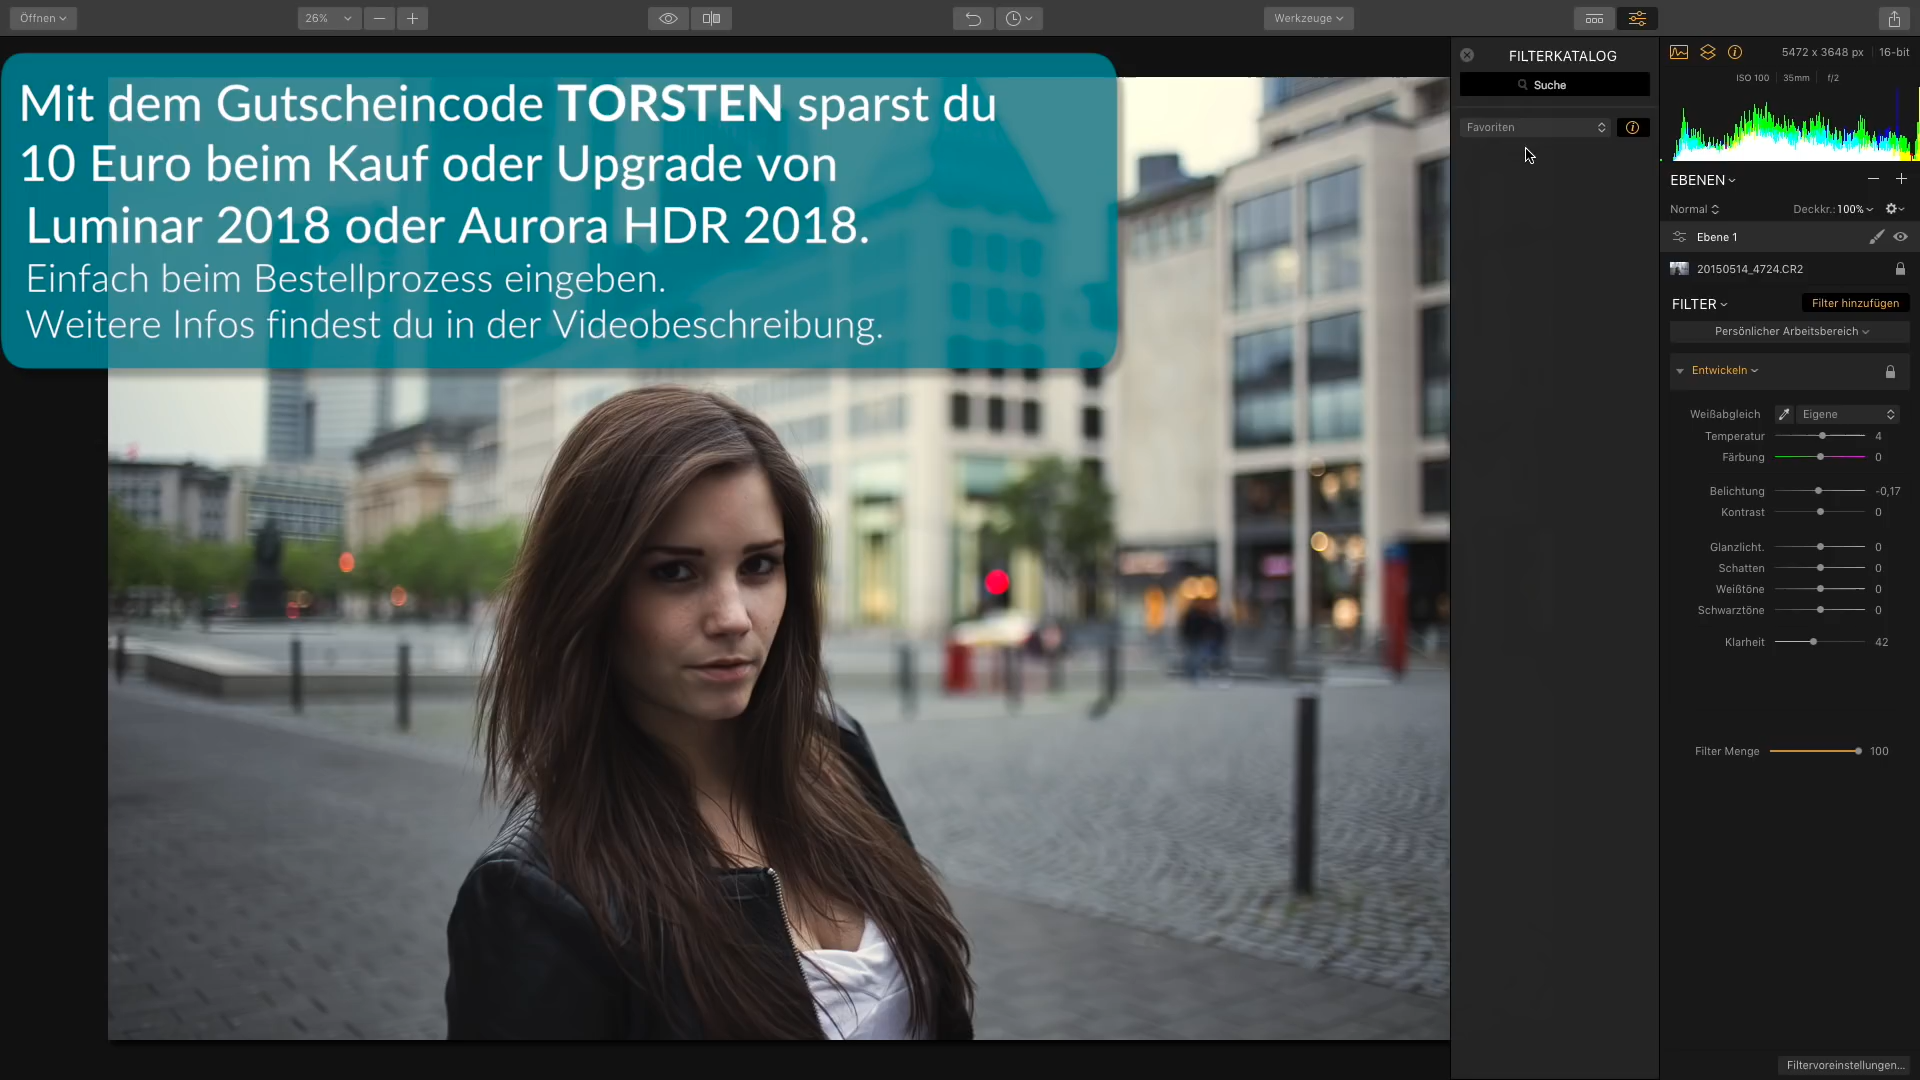 Öffnen
26%
Werkzeuge
Mit dem Gutscheincode TORSTEN sparst du
10 Euro beim Kauf oder Upgrade von
Luminar 2018 oder Aurora HDR 2018.
Einfach beim Bestellprozess eingeben.
Weitere Infos findest du in der Videobeschreibung.
FILTERKATALOG
Suche
Favoriten
5472 x 3648 px 16-bit
ISO 100 35mm f/2
EBENEN
Normal Deckkr.: 100%
Ebene 1
20150514_4724.CR2
FILTER Filter hinzufügen
Persönlicher Arbeitsbereich
Entwickeln
Weißabgleich Eigene
Temperatur 4
Färbung 0
Belichtung -0,17
Kontrast 0
Glanzlicht. 0
Schatten 0
Weißtöne 0
Schwarztöne 0
Klarheit 42
Filter Menge 100
Filtervoreinstellungen...